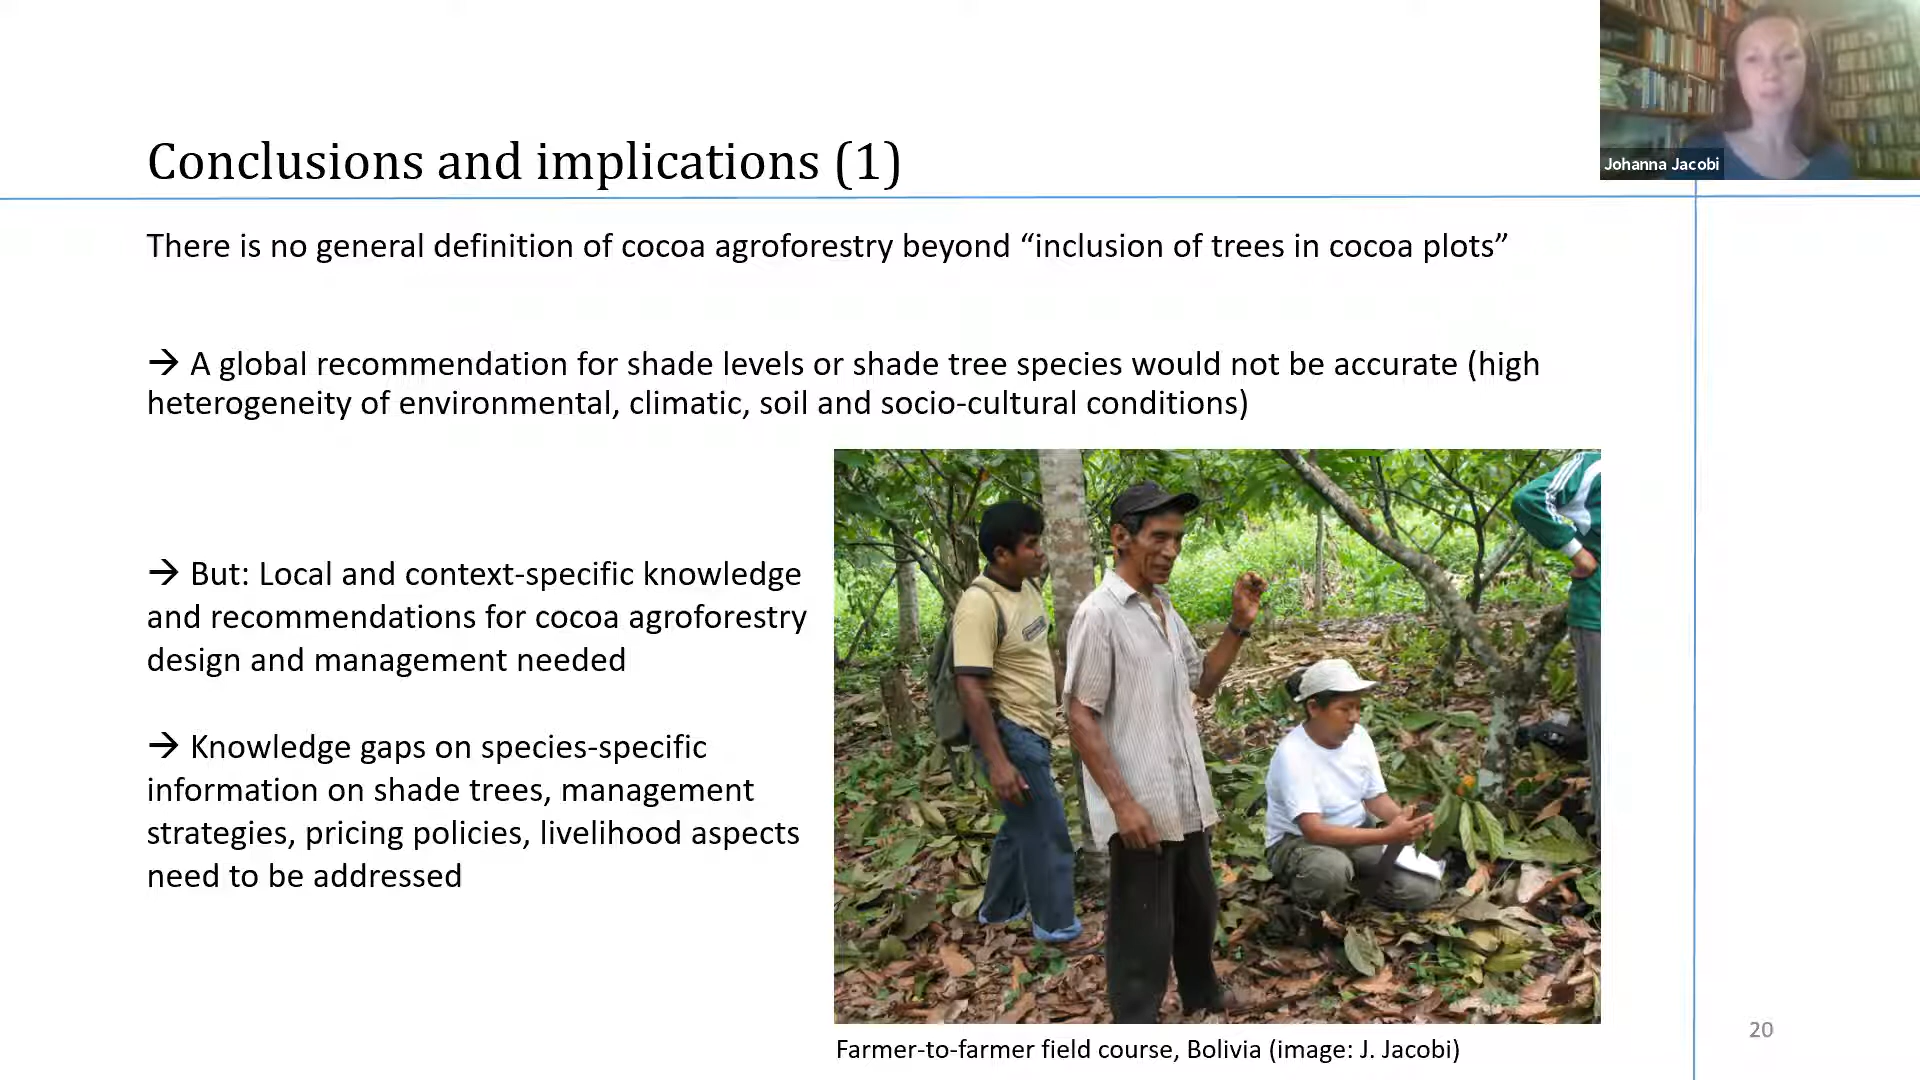 Johanna Jacobi
Conclusions and implications (1)
There is no general definition of cocoa agroforestry beyond “inclusion of trees in cocoa plots”
→ A global recommendation for shade levels or shade tree species would not be accurate (high
heterogeneity of environmental, climatic, soil and socio-cultural conditions)
→ But: Local and context-specific knowledge
and recommendations for cocoa agroforestry
design and management needed
→ Knowledge gaps on species-specific
information on shade trees, management
strategies, pricing policies, livelihood aspects
need to be addressed
Farmer-to-farmer field course, Bolivia (image: J. Jacobi)
20